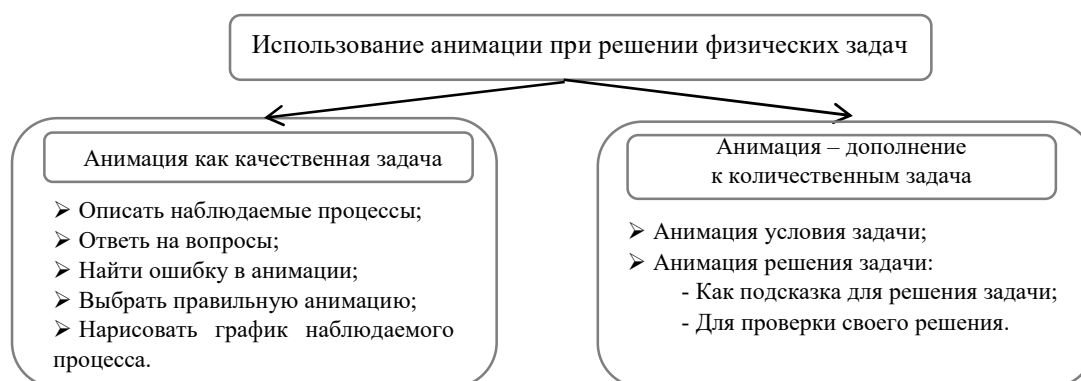 Использование анимации при решении физических задач
Анимация как качественная задача
➢ Описать наблюдаемые процессы;
➢ Ответь на вопросы;
➢ Найти ошибку в анимации;
➢ Выбрать правильную анимацию;
➢ Нарисовать график наблюдаемого
процесса.
Анимация – дополнение
к количественным задача
➢ Анимация условия задачи;
➢ Анимация решения задачи:
- Как подсказка для решения задачи;
- Для проверки своего решения.